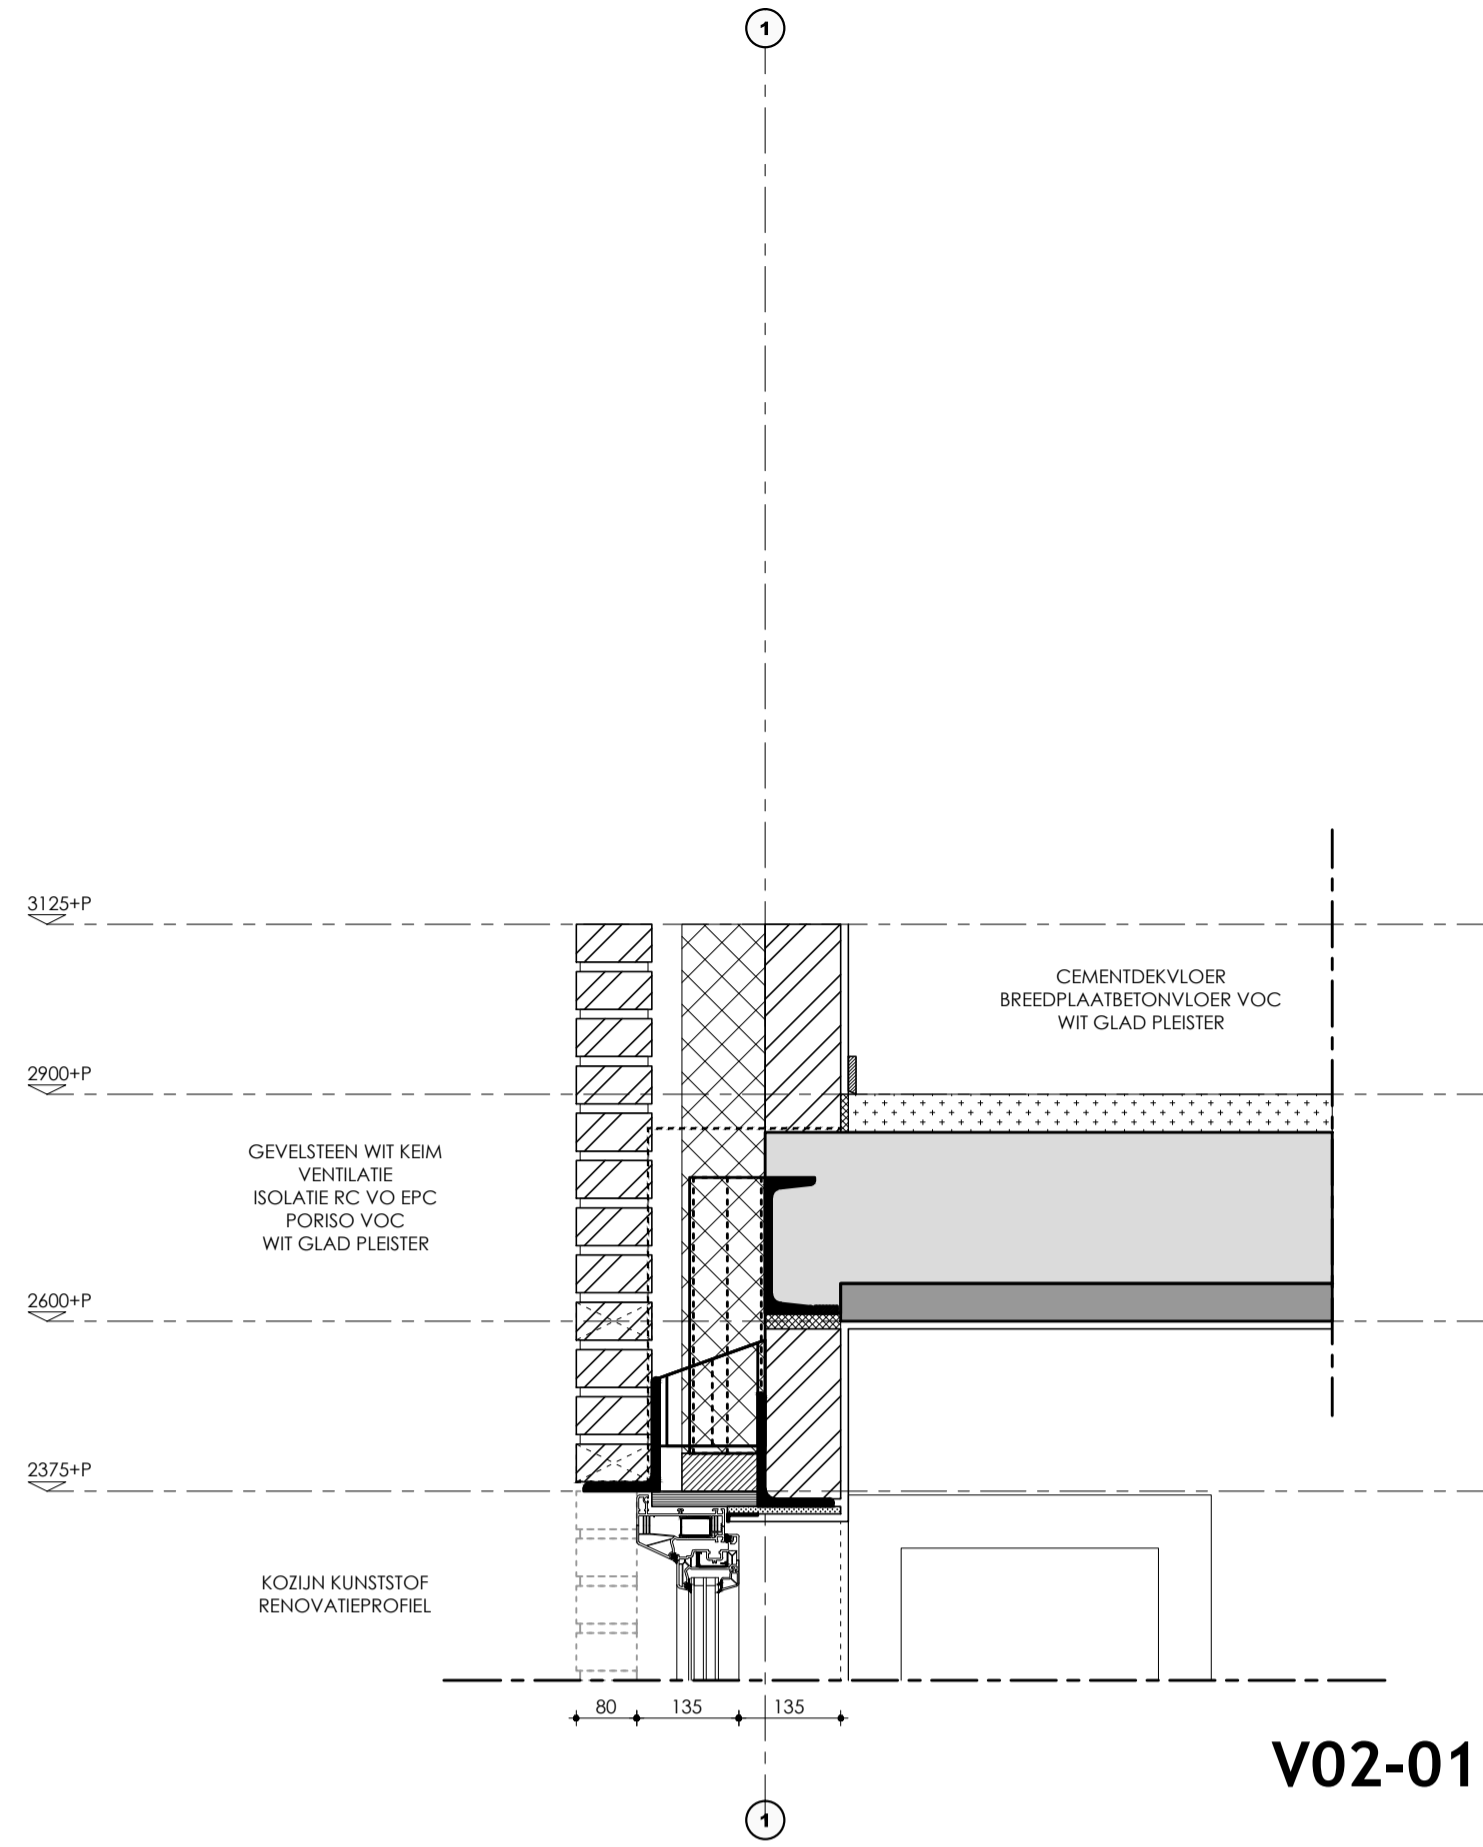 1
3125+P
CEMENTDEKVLOER
BREEDPLAATBETONVLOER VOC
WIT GLAD PLEISTER
2900+P
GEVELSTEEN WIT KEIM
VENTILATIE
ISOLATIE RC VO EPC
PORISO VOC
WIT GLAD PLEISTER
2600+P
2375+P
KOZIJN KUNSTSTOF
RENOVATIEPROFIEL
80 135 135
V02-01
1